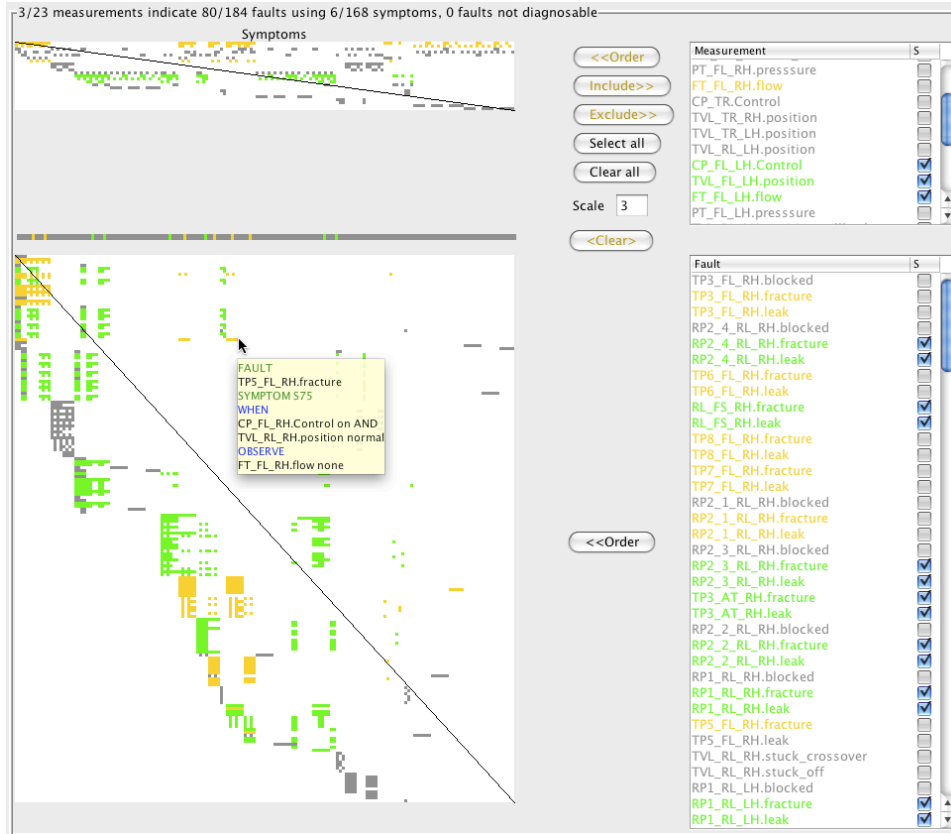 3/23 measurements indicate 80/184 faults using 6/168 symptoms, 0 faults not diagnosable
Symptoms
<<Order
Include>>
Exclude>>
Select all
Clear all
Scale 3
<Clear>
Measurement S
PT_FL_RH.presssure
FT_FL_RH.flow
CP_TR.Control
TVL_TR_RH.position
TVL_TR_LH.position
TVL_RL_LH.position
CP_FL_LH.Control
TVL_FL_LH.position
FT_FL_LH.flow
PT_FL_LH.presssure
FAULT
TP5_FL_RH.fracture
SYMPTOM S75
WHEN
CP_FL_RH.Control on AND
TVL_RL_RH.position normal
OBSERVE
FT_FL_RH.flow none
<<Order
Fault S
TP3_FL_RH.blocked
TP3_FL_RH.fracture
TP3_FL_RH.leak
RP2_4_RL_RH.blocked
RP2_4_RL_RH.fracture
RP2_4_RL_RH.leak
TP6_FL_RH.fracture
TP6_FL_RH.leak
RL_FS_RH.fracture
RL_FS_RH.leak
TP8_FL_RH.fracture
TP8_FL_RH.leak
TP7_FL_RH.fracture
TP7_FL_RH.leak
RP2_1_RL_RH.blocked
RP2_1_RL_RH.fracture
RP2_1_RL_RH.leak
RP2_3_RL_RH.blocked
RP2_3_RL_RH.fracture
RP2_3_RL_RH.leak
TP3_AT_RH.fracture
TP3_AT_RH.leak
RP2_2_RL_RH.blocked
RP2_2_RL_RH.fracture
RP2_2_RL_RH.leak
RP1_RL_RH.blocked
RP1_RL_RH.fracture
RP1_RL_RH.leak
TP5_FL_RH.fracture
TP5_FL_RH.leak
TVL_RL_RH.stuck_crossover
TVL_RL_RH.stuck_off
RP1_RL_LH.blocked
RP1_RL_LH.fracture
RP1_RL_LH.leak